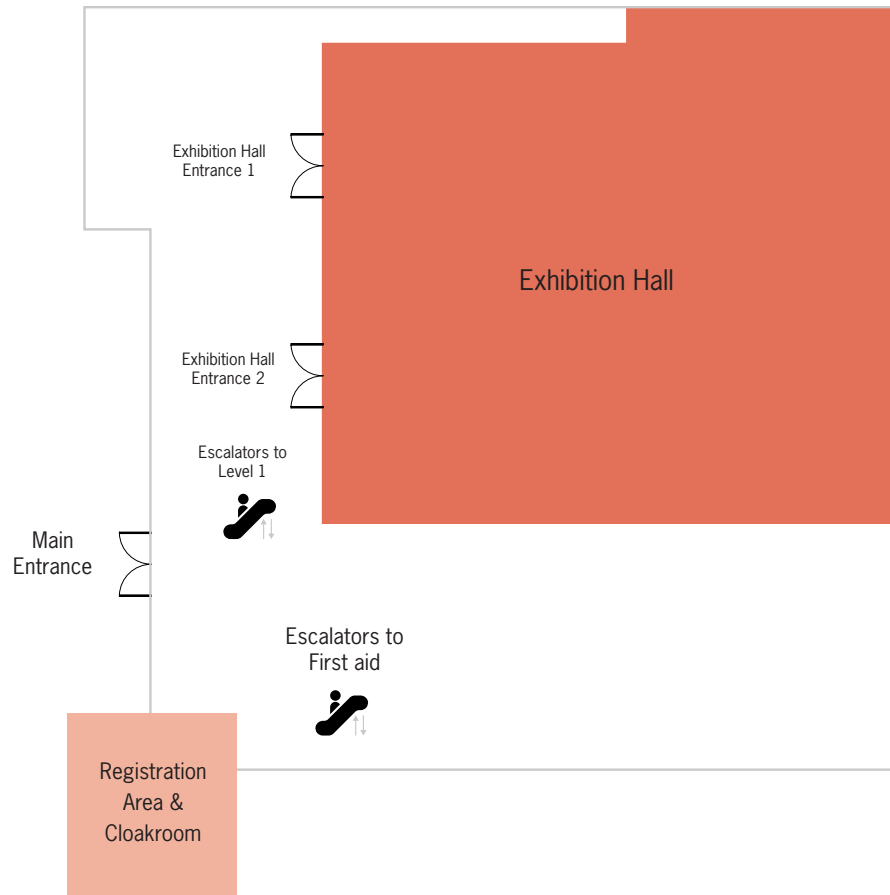 Exhibition Hall
Entrance 1
Exhibition Hall
Exhibition Hall
Entrance 2
Escalators to
Level 1
Main
Entrance
Escalators to
First aid
Registration
Area &
Cloakroom